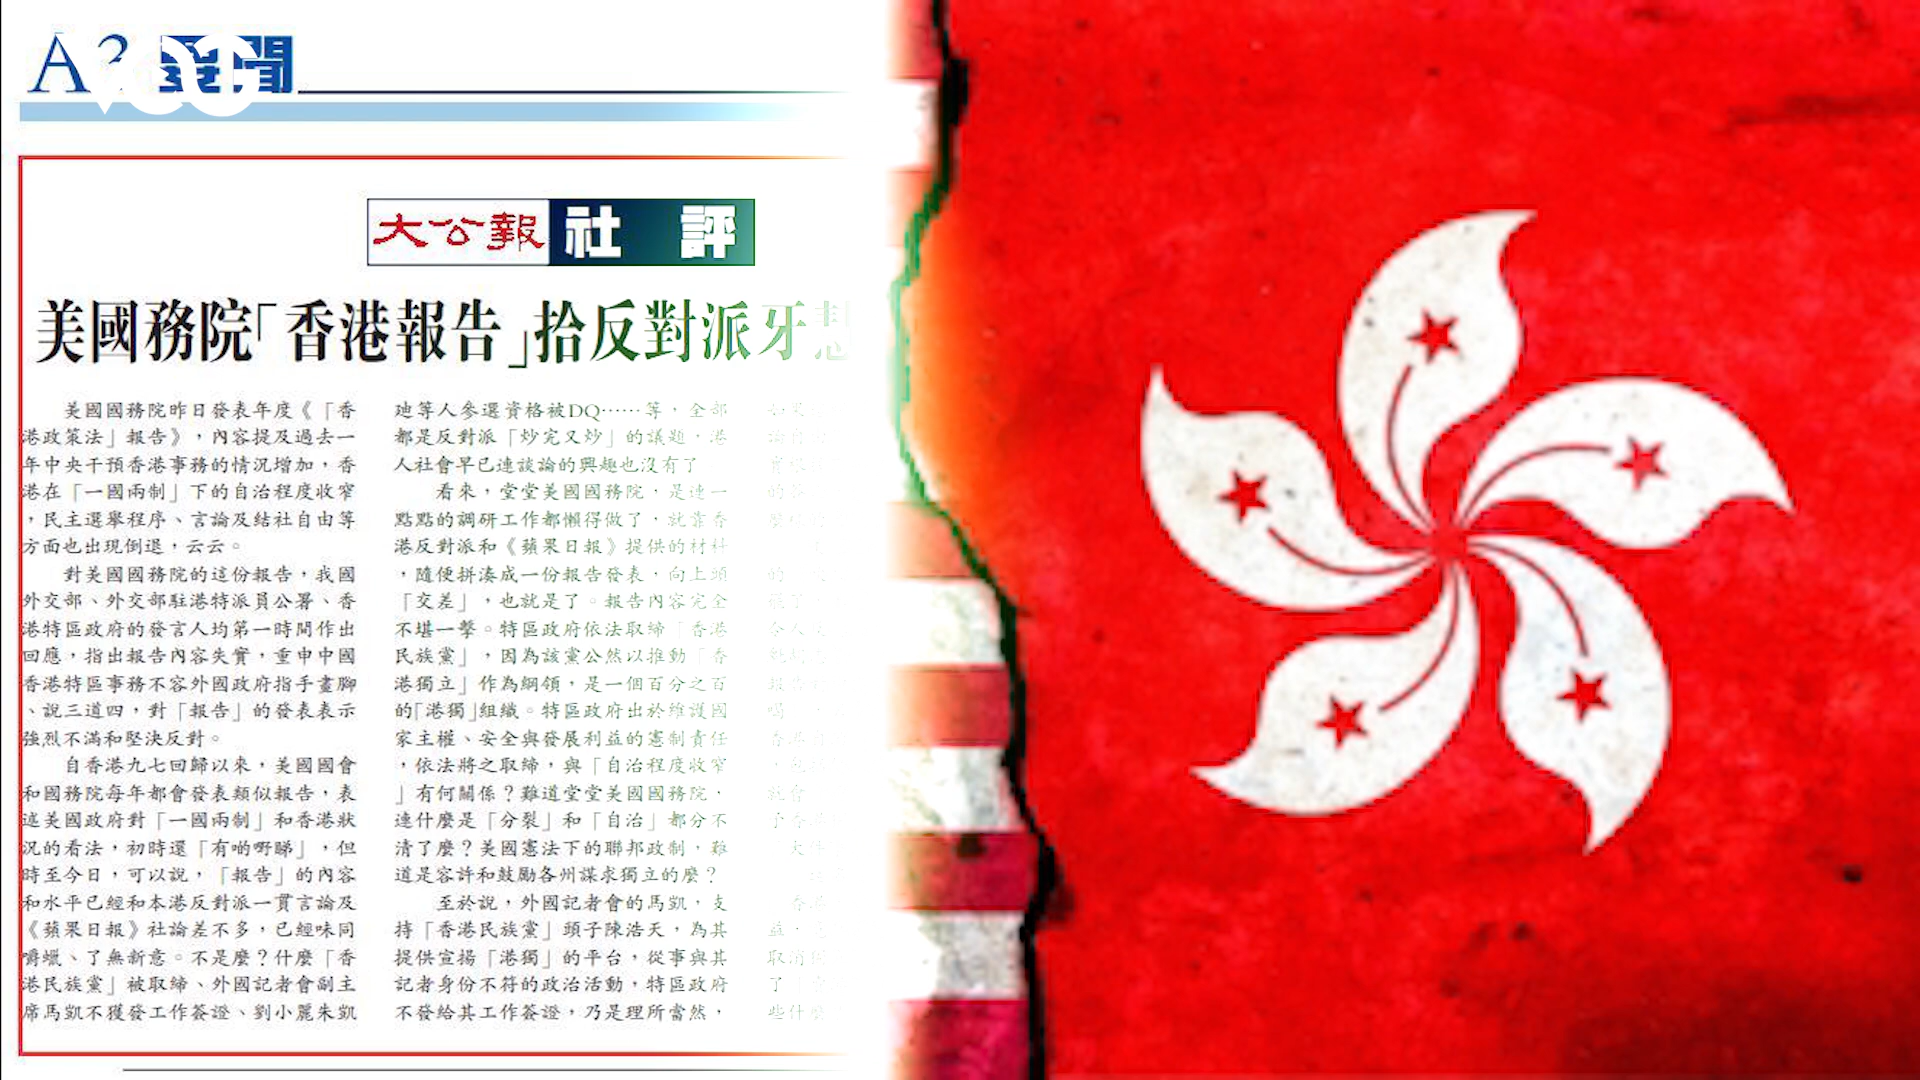 A2 要聞
VOG
大公報 社評
美國務院「香港報告」拾反對派牙慧
美國國務院昨日發表年度《「香
港政策法」報告》，內容提及過去一
年中央干預香港事務的情況增加，香
港在「一國兩制」下的自治程度收窄
，民主選舉程序、言論及結社自由等
方面也出現倒退，云云。
對美國國務院的這份報告，我國
外交部、外交部駐港特派員公署、香
港特區政府的發言人均第一時間作出
回應，指出報告內容失實，重申中國
香港特區事務不容外國政府指手畫腳
、說三道四，對「報告」的發表表示
強烈不滿和堅決反對。
自香港九七回歸以來，美國國會
和國務院每年都會發表類似報告，表
述美國政府對「一國兩制」和香港狀
況的看法，初時還「有啲嘢睇」，但
時至今日，可以說，「報告」的內容
和水平已經和本港反對派一貫言論及
《蘋果日報》社論差不多，已經味同
嚼蠟、了無新意。不是麼？什麼「香
港民族黨」被取締、外國記者會副主
席馬凱不獲發工作簽證、劉小麗朱凱
廸等人參選資格被DQ……等，全部
都是反對派「炒完又炒」的議題，港
人社會早已連談論的興趣也沒有了
看來，堂堂美國國務院，是連一
點點的調研工作都懶得做了，就靠香
港反對派和《蘋果日報》提供的材料
，隨便拼湊成一份報告發表，向上頭
「交差」，也就是了。報告內容完全
不堪一擊。特區政府依法取締「香港
民族黨」，因為該黨公然以推動「香
港獨立」作為綱領，是一個百分之百
的「港獨」組織。特區政府出於維護國
家主權、安全與發展利益的憲制責任
，依法將之取締，與「自治程度收窄
」有何關係？難道堂堂美國國務院，
連什麼是「分裂」和「自治」都分不
清了麼？美國憲法下的聯邦政制，難
道是容許和鼓勵各州謀求獨立的麼？
至於說，外國記者會的馬凱，支
持「香港民族黨」頭子陳浩天，為其
提供宣揚「港獨」的平台，從事與其
記者身份不符的政治活動，特區政府
不發給其工作簽證，乃是理所當然，